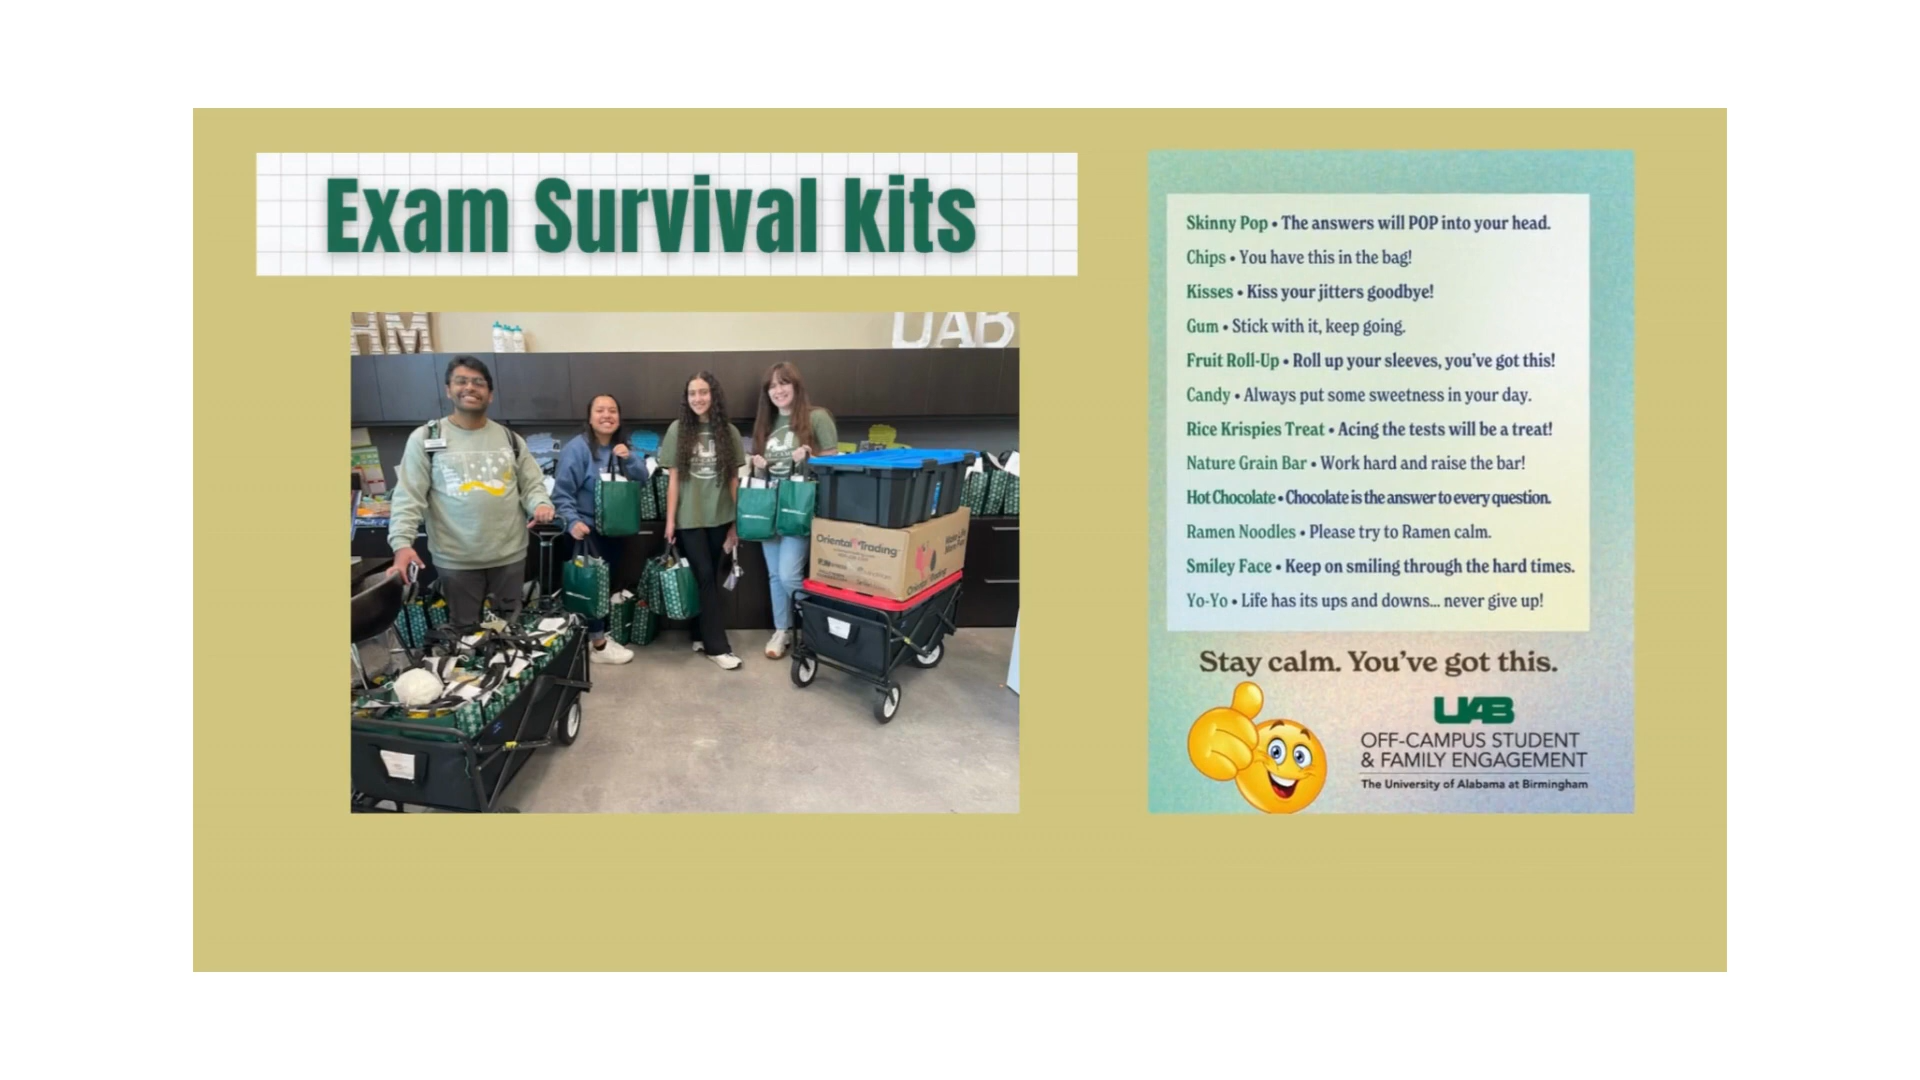 Exam Survival kits
HM
UAB
Oriental Trading
Oriental Trading
Skinny Pop • The answers will POP into your head.
Chips • You have this in the bag!
Kisses • Kiss your jitters goodbye!
Gum • Stick with it, keep going.
Fruit Roll-Up • Roll up your sleeves, you've got this!
Candy • Always put some sweetness in your day.
Rice Krispies Treat • Acing the tests will be a treat!
Nature Grain Bar • Work hard and raise the bar!
Hot Chocolate • Chocolate is the answer to every question.
Ramen Noodles • Please try to Ramen calm.
Smiley Face • Keep on smiling through the hard times.
Yo-Yo • Life has its ups and downs... never give up!
Stay calm. You've got this.
UAB
OFF-CAMPUS STUDENT
& FAMILY ENGAGEMENT
The University of Alabama at Birmingham